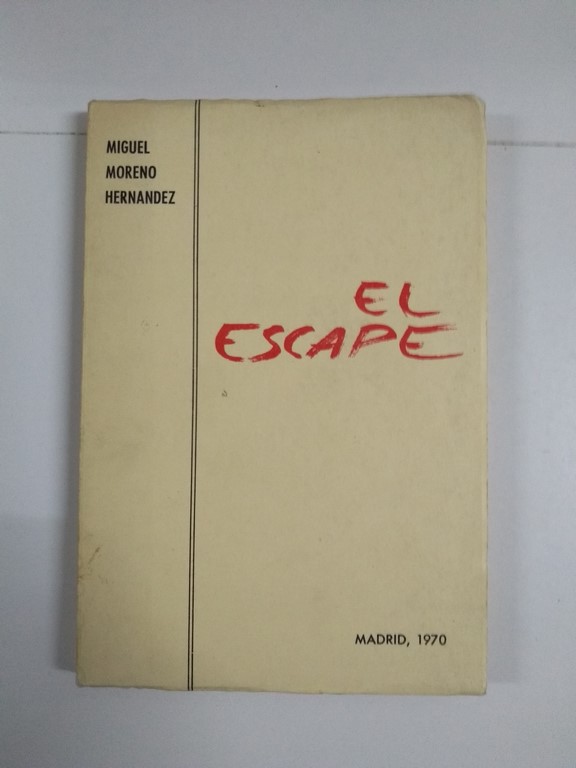 MIGUEL
MORENO
HERNANDEZ
EL
ESCAPE
MADRID, 1970